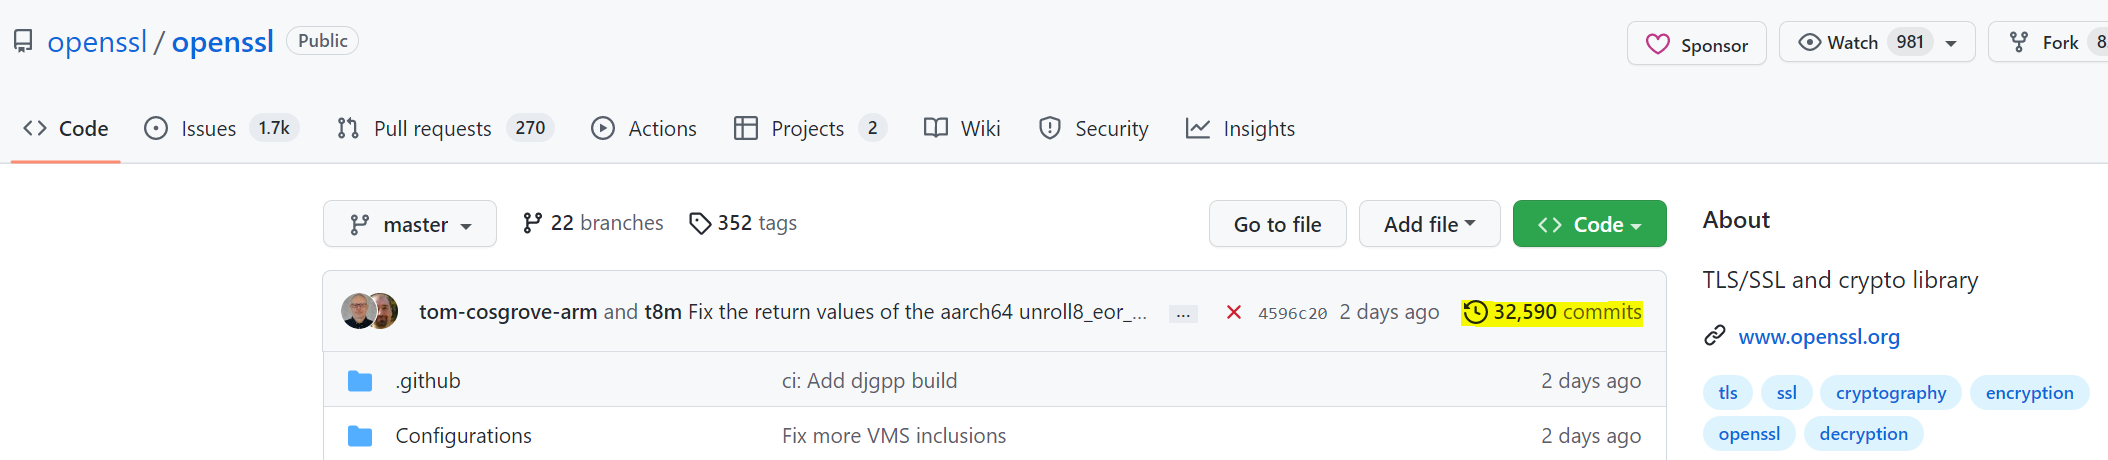 openssl / openssl Public Sponsor Watch 981 Fork 8
Code Issues 1.7k Pull requests 270 Actions Projects 2 Wiki Security Insights
master 22 branches 352 tags Go to file Add file Code
About
TLS/SSL and crypto library
www.openssl.org
tls ssl cryptography encryption
openssl decryption
tom-cosgrove-arm and t8m Fix the return values of the aarch64 unroll8_eor_... ... 4596c20 2 days ago 32,590 commits
.github ci: Add djgpp build 2 days ago
Configurations Fix more VMS inclusions 2 days ago